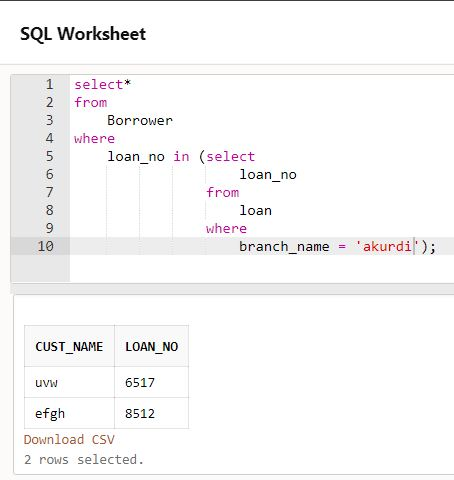 SQL Worksheet
1 select*
2 from
3 Borrower
4 where
5 loan_no in (select
6 loan_no
7 from
8 loan
9 where
10 branch_name = 'akurdi');
CUST_NAME LOAN_NO
uvw 6517
efgh 8512
Download CSV
2 rows selected.